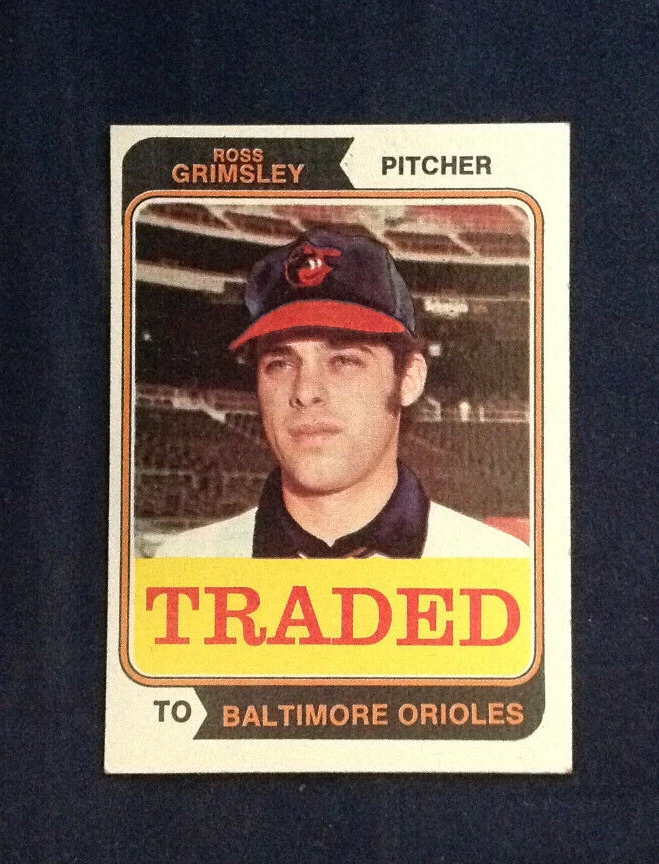 ROSS
GRIMSLEY
PITCHER
TRADED
TO
BALTIMORE ORIOLES